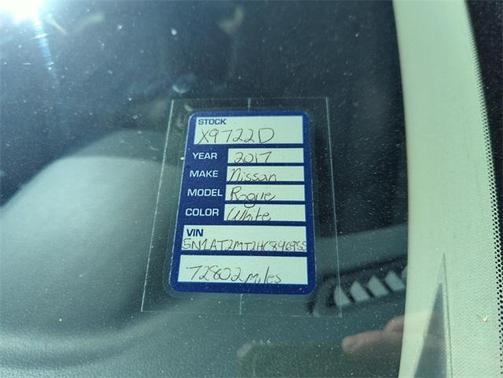 STOCK
X9722D
YEAR 2017
MAKE Nissan
MODEL Rogue
COLOR White
VIN
72802 miles